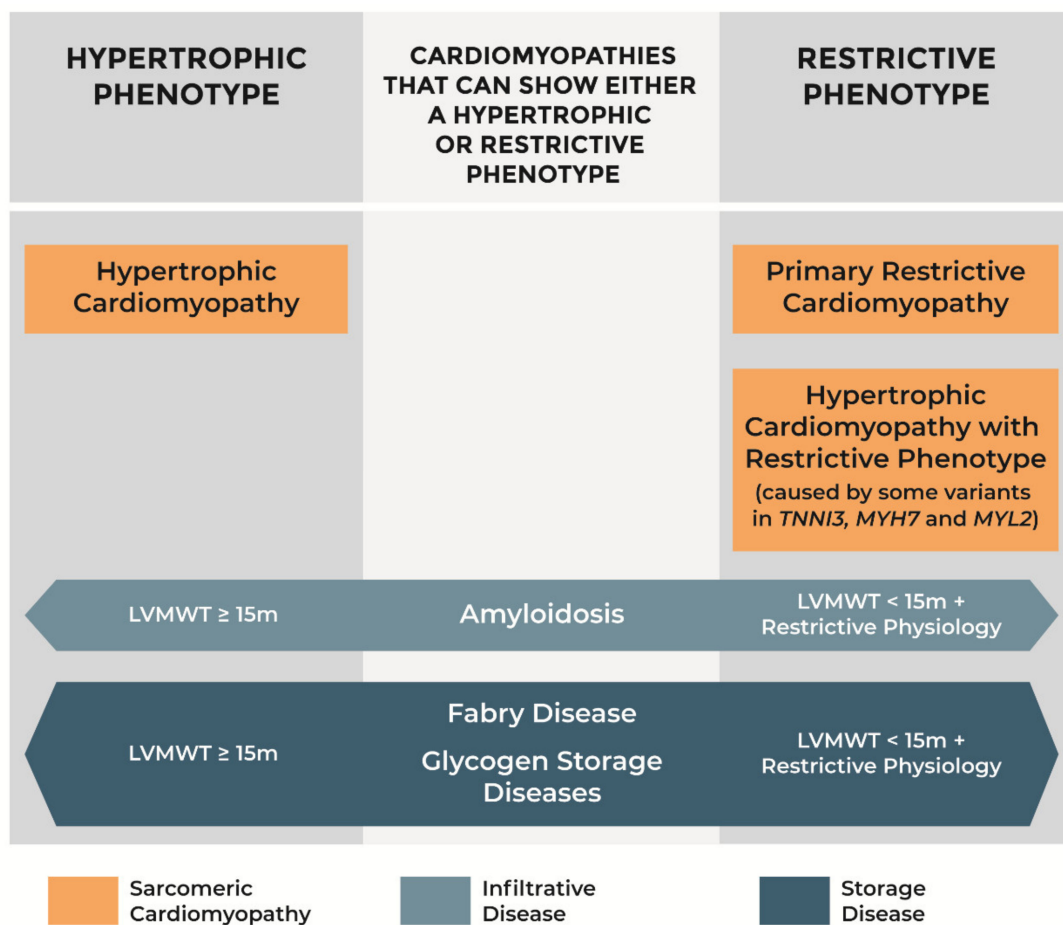 HYPERTROPHIC
PHENOTYPE
CARDIOMYOPATHIES
THAT CAN SHOW EITHER
A HYPERTROPHIC
OR RESTRICTIVE
PHENOTYPE
RESTRICTIVE
PHENOTYPE
Hypertrophic
Cardiomyopathy
Primary Restrictive
Cardiomyopathy
Hypertrophic
Cardiomyopathy with
Restrictive Phenotype
(caused by some variants
in TNNI3, MYH7 and MYL2)
LVMWT ≥ 15m
Amyloidosis
LVMWT < 15m +
Restrictive Physiology
LVMWT ≥ 15m
Fabry Disease
Glycogen Storage
Diseases
LVMWT < 15m +
Restrictive Physiology
Sarcomeric
Cardiomyopathy
Infiltrative
Disease
Storage
Disease